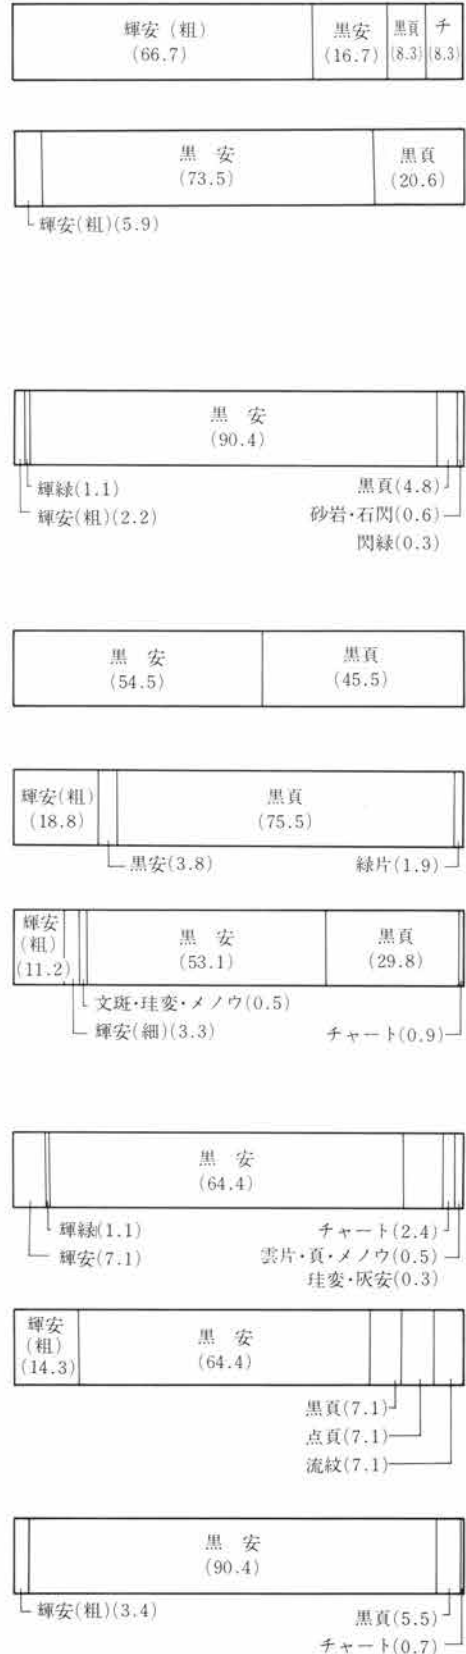 輝安(粗) 黒安 黒頁 チ
(66.7) (16.7) (8.3) (8.3)
黒 安 黒頁
(73.5) (20.6)
輝安(粗)(5.9)
黒 安
(90.4)
輝緑(1.1) 黒頁(4.8)
輝安(粗)(2.2) 砂岩・石閃(0.6)
閃緑(0.3)
黒 安 黒頁
(54.5) (45.5)
輝安(粗) 黒頁
(18.8) (75.5)
黒安(3.8) 緑片(1.9)
輝安
(粗) 黒 安 黒頁
(11.2) (53.1) (29.8)
文斑・珪変・メノウ(0.5)
輝安(細)(3.3) チャート(0.9)
黒 安
(64.4)
輝緑(1.1) チャート(2.4)
輝安(7.1) 雲片・頁・メノウ(0.5)
珪変・灰安(0.3)
輝安
(粗) 黒 安
(14.3) (64.4)
黒頁(7.1)
点頁(7.1)
流紋(7.1)
黒 安
(90.4)
輝安(粗)(3.4) 黒頁(5.5)
チャート(0.7)